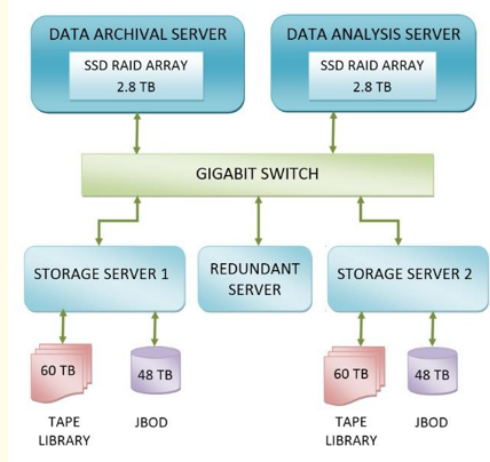 DATA ARCHIVAL SERVER
SSD RAID ARRAY
2.8 TB
DATA ANALYSIS SERVER
SSD RAID ARRAY
2.8 TB
GIGABIT SWITCH
STORAGE SERVER 1
REDUNDANT
SERVER
STORAGE SERVER 2
60 TB
48 TB
60 TB
48 TB
TAPE
LIBRARY
JBOD
TAPE
LIBRARY
JBOD